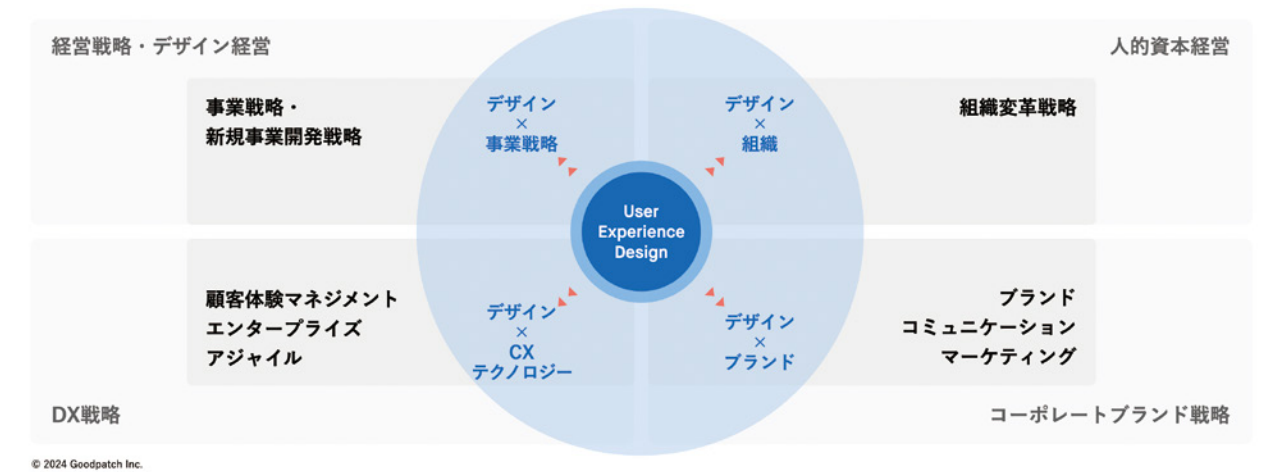 経営戦略・デザイン経営
事業戦略・
新規事業開発戦略
デザイン
×
事業戦略
デザイン
×
組織
人的資本経営
組織変革戦略
User
Experience
Design
顧客体験マネジメント
エンタープライズ
アジャイル
デザイン
×
CX
テクノロジー
DX戦略
デザイン
×
ブランド
ブランド
コミュニケーション
マーケティング
コーポレートブランド戦略
© 2024 Goodpatch Inc.